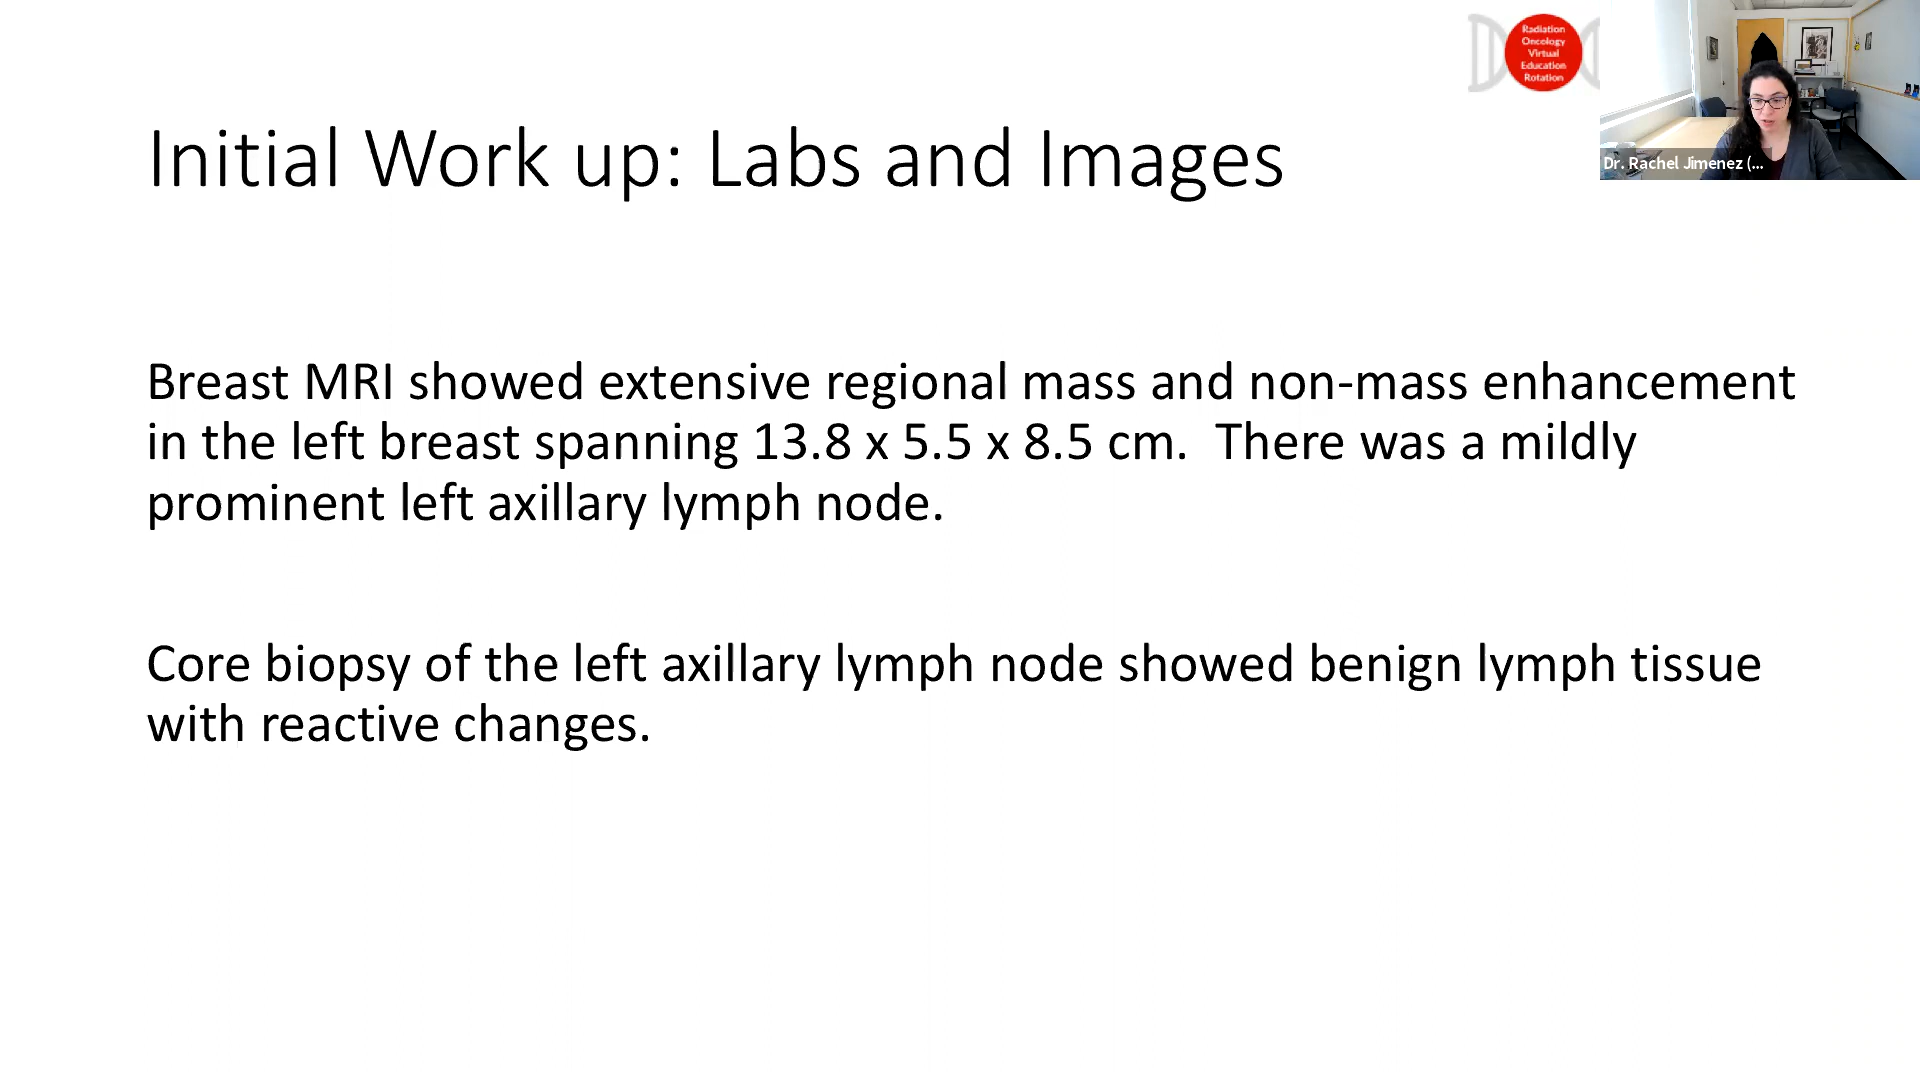 Radiation
Oncology
Virtual
Education
Rotation
Dr. Rachel Jimenez (...
Initial Work up: Labs and Images
Breast MRI showed extensive regional mass and non-mass enhancement
in the left breast spanning 13.8 x 5.5 x 8.5 cm.  There was a mildly
prominent left axillary lymph node.
Core biopsy of the left axillary lymph node showed benign lymph tissue
with reactive changes.